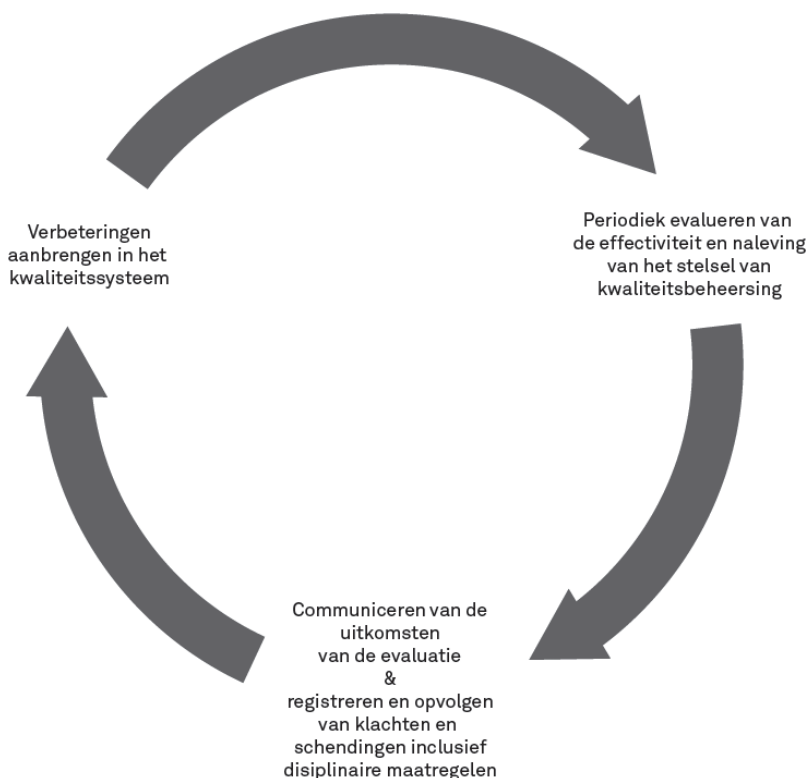 Verbeteringen
aanbrengen in het
kwaliteitssysteem
Periodiek evalueren van
de effectiviteit en naleving
van het stelsel van
kwaliteitsbeheersing
Communiceren van de
uitkomsten
van de evaluatie
&
registreren en opvolgen
van klachten en
schendingen inclusief
disiplinaire maatregelen